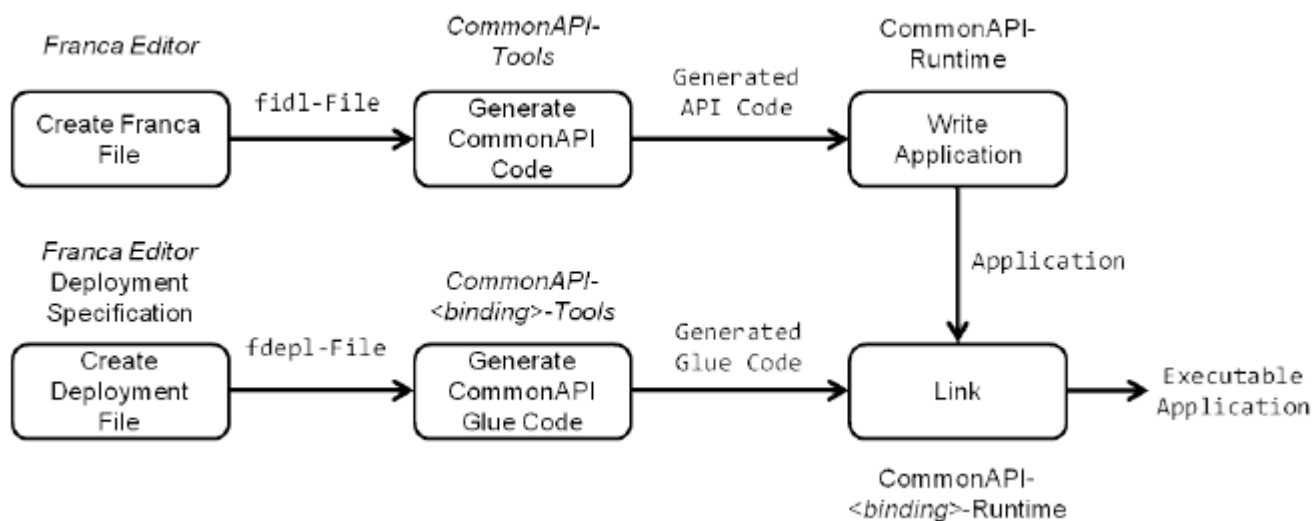 Franca Editor
CommonAPI-
Tools
CommonAPI-
Runtime
Create Franca
File
fidl-File
Generate
CommonAPI
Code
Generated
API Code
Write
Application
Application
Franca Editor
Deployment
Specification
CommonAPI-
<binding>-Tools
Create
Deployment
File
fdepl-File
Generate
CommonAPI
Glue Code
Generated
Glue Code
Link
Executable
Application
CommonAPI-
<binding>-Runtime